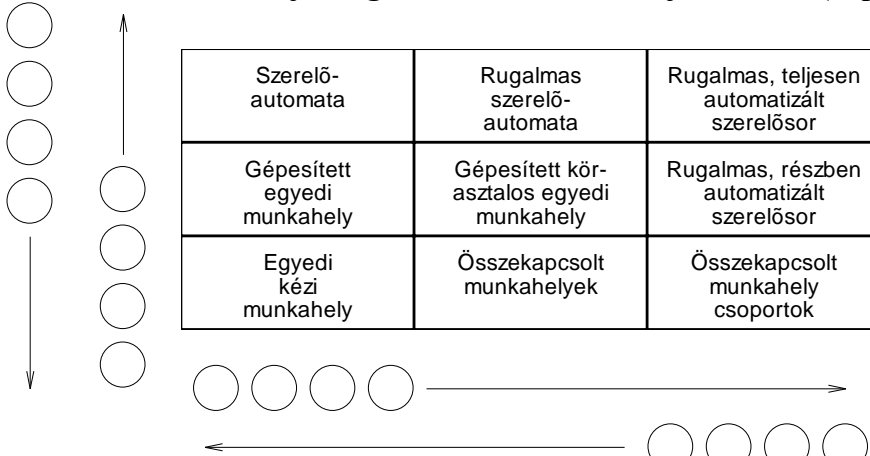 Szerelõ-
automata
Rugalmas
szerelõ-
automata
Rugalmas, teljesen
automatizált
szerelõsor
Gépesített
egyedi
munkahely
Gépesített kör-
asztalos egyedi
munkahely
Rugalmas, részben
automatizált
szerelõsor
Egyedi
kézi
munkahely
Összekapcsolt
munkahelyek
Összekapcsolt
munkahely
csoportok